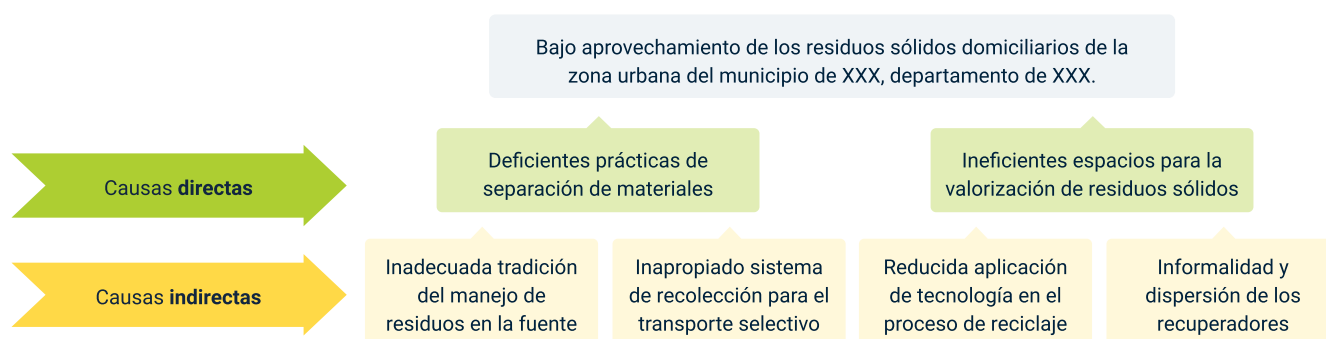 Bajo aprovechamiento de los residuos sólidos domiciliarios de la
zona urbana del municipio de XXX, departamento de XXX.
Causas directas
Deficientes prácticas de
separación de materiales
Ineficientes espacios para la
valorización de residuos sólidos
Causas indirectas
Inadecuada tradición
del manejo de
residuos en la fuente
Inapropiado sistema
de recolección para el
transporte selectivo
Reducida aplicación
de tecnología en el
proceso de reciclaje
Informalidad y
dispersión de los
recuperadores